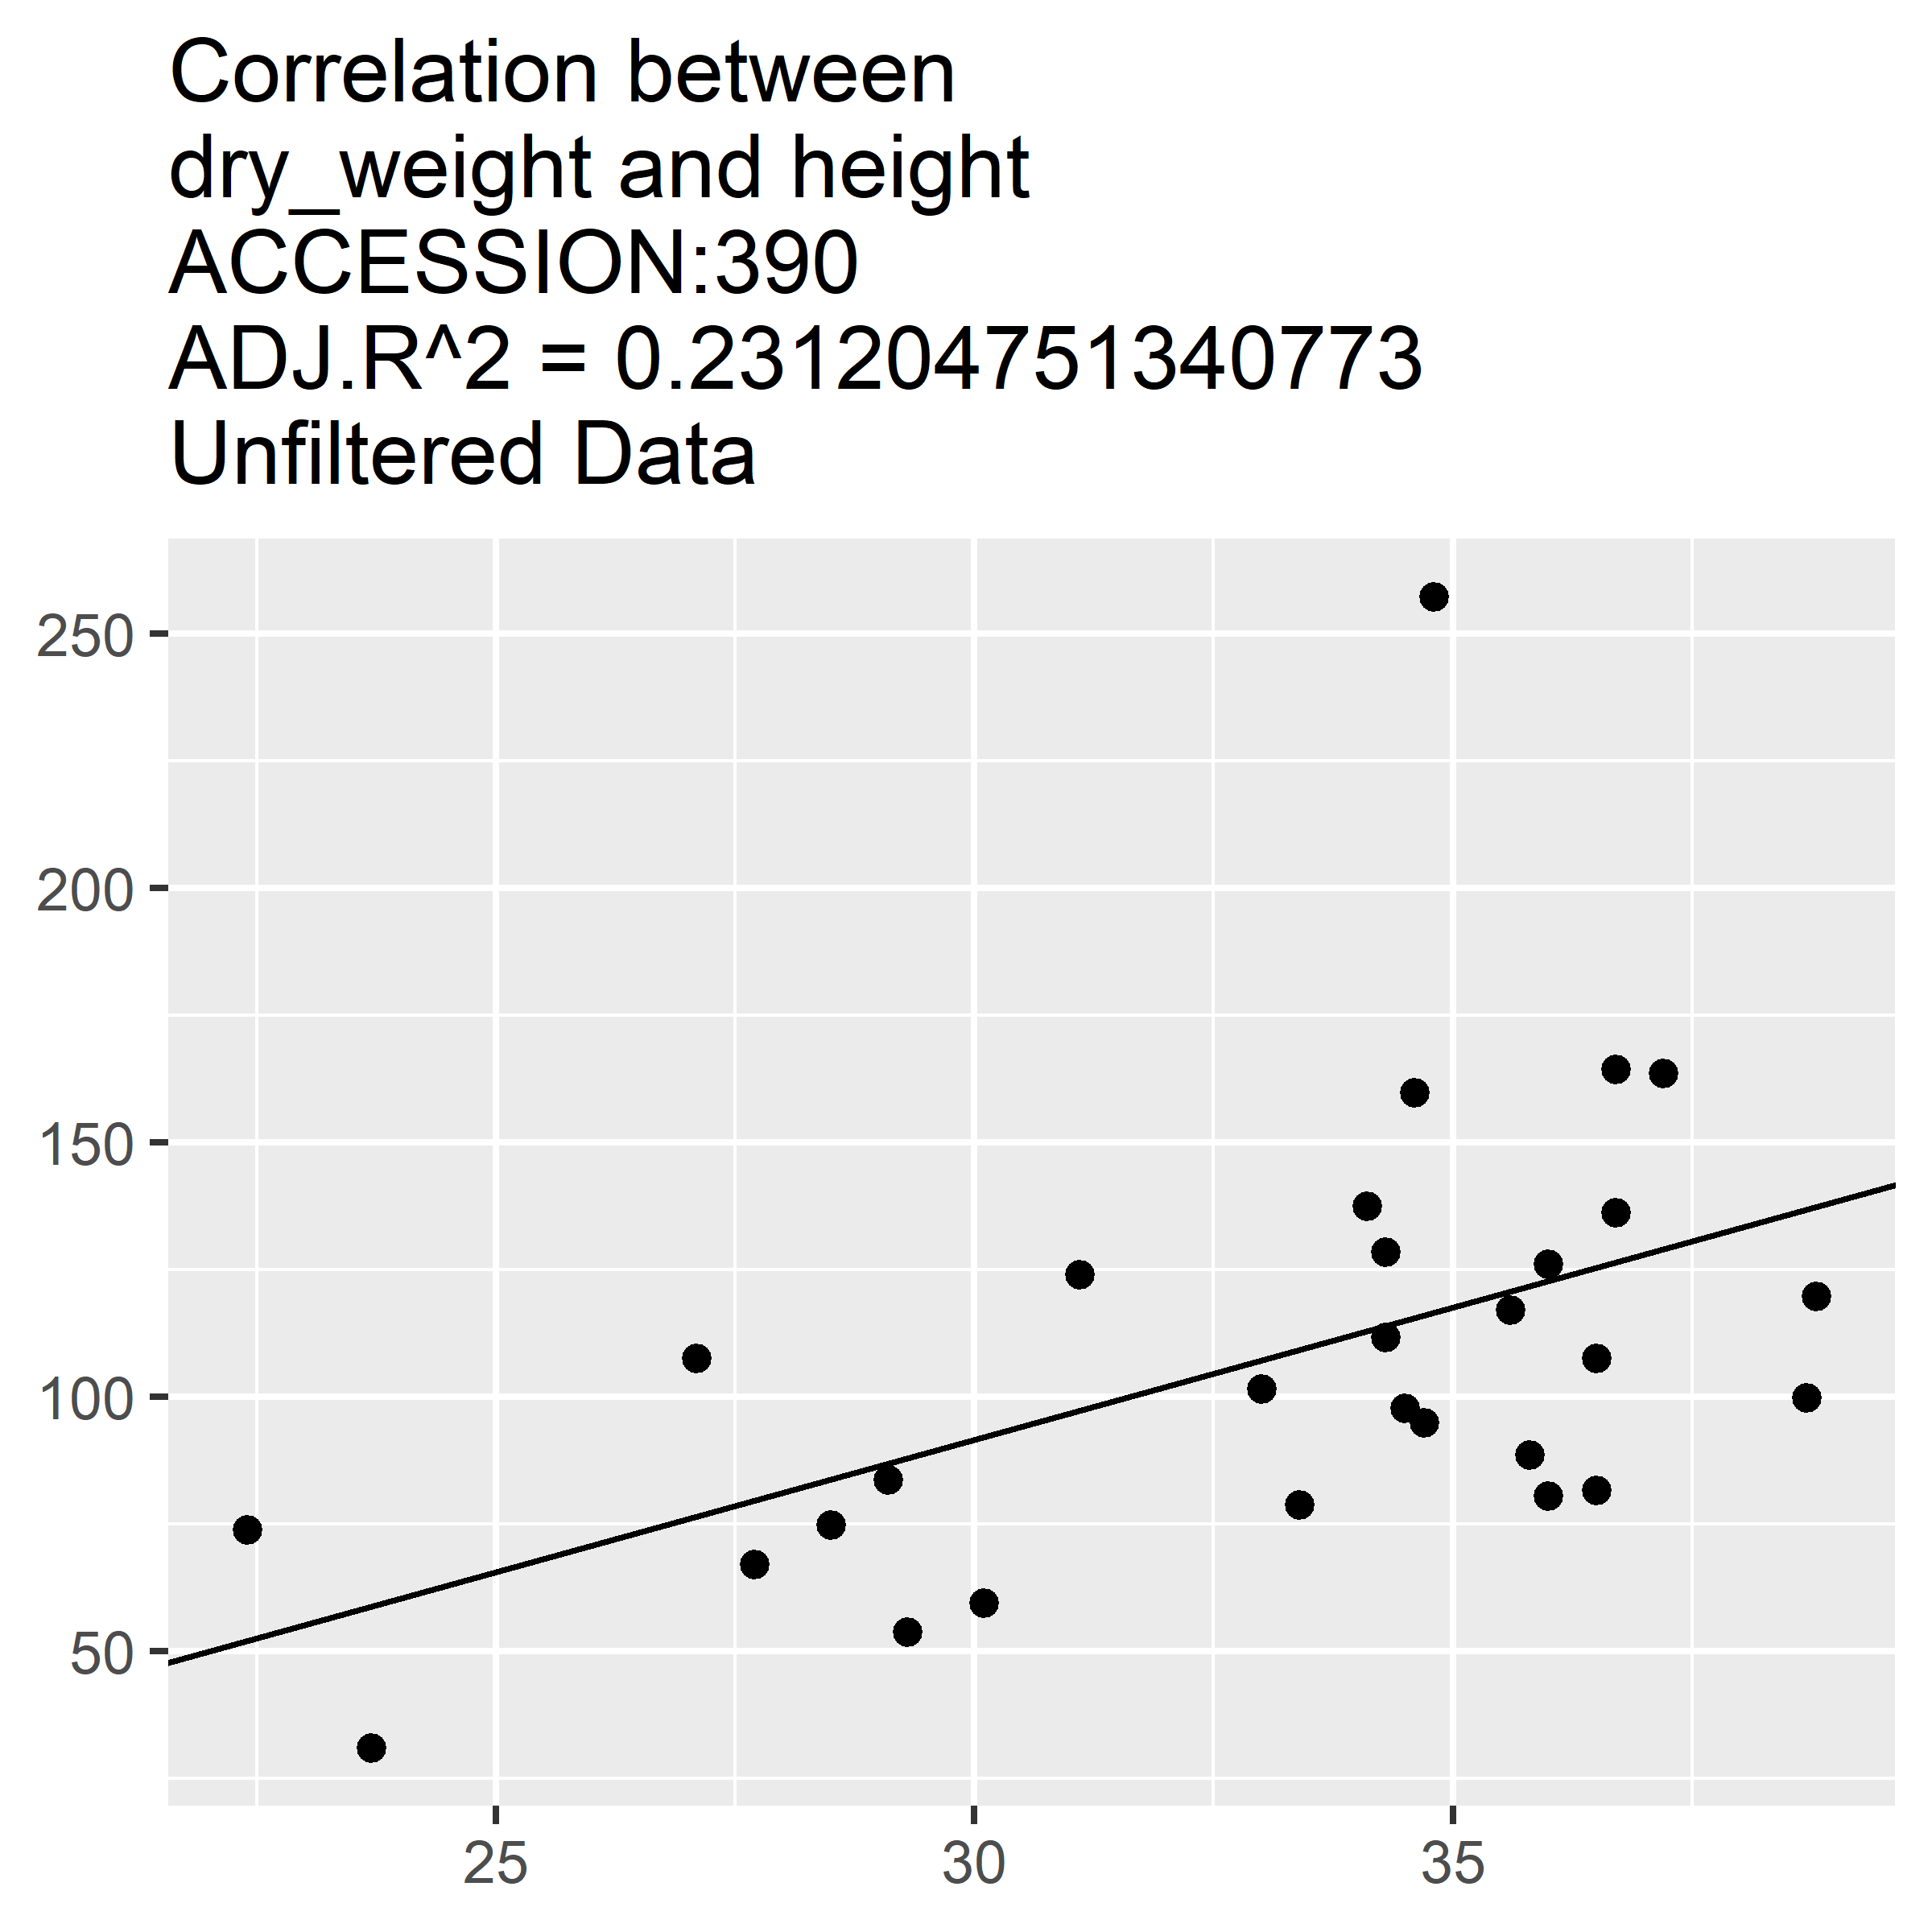 Correlation between
dry_weight and height
ACCESSION:390
ADJ.R^2 = 0.231204751340773
Unfiltered Data
250
200
150
100
50
25 30 35